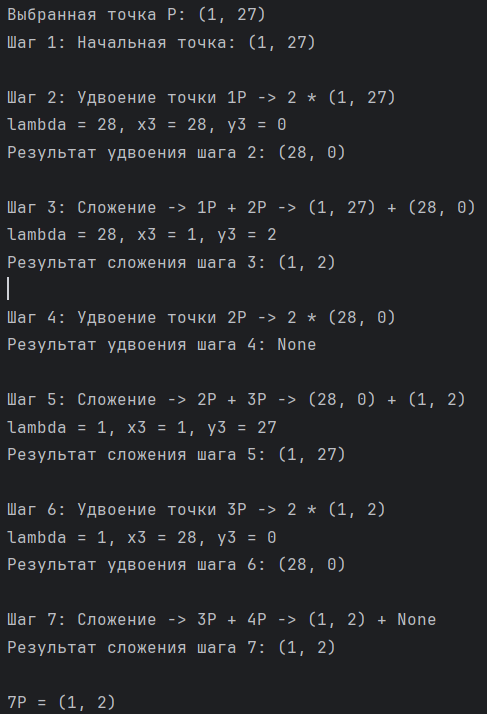 Выбранная точка P: (1, 27)
Шаг 1: Начальная точка: (1, 27)
Шаг 2: Удвоение точки 1P -> 2 * (1, 27)
lambda = 28, x3 = 28, y3 = 0
Результат удвоения шага 2: (28, 0)
Шаг 3: Сложение -> 1P + 2P -> (1, 27) + (28, 0)
lambda = 28, x3 = 1, y3 = 2
Результат сложения шага 3: (1, 2)
Шаг 4: Удвоение точки 2P -> 2 * (28, 0)
Результат удвоения шага 4: None
Шаг 5: Сложение -> 2P + 3P -> (28, 0) + (1, 2)
lambda = 1, x3 = 1, y3 = 27
Результат сложения шага 5: (1, 27)
Шаг 6: Удвоение точки 3P -> 2 * (1, 2)
lambda = 1, x3 = 28, y3 = 0
Результат удвоения шага 6: (28, 0)
Шаг 7: Сложение -> 3P + 4P -> (1, 2) + None
Результат сложения шага 7: (1, 2)
7P = (1, 2)